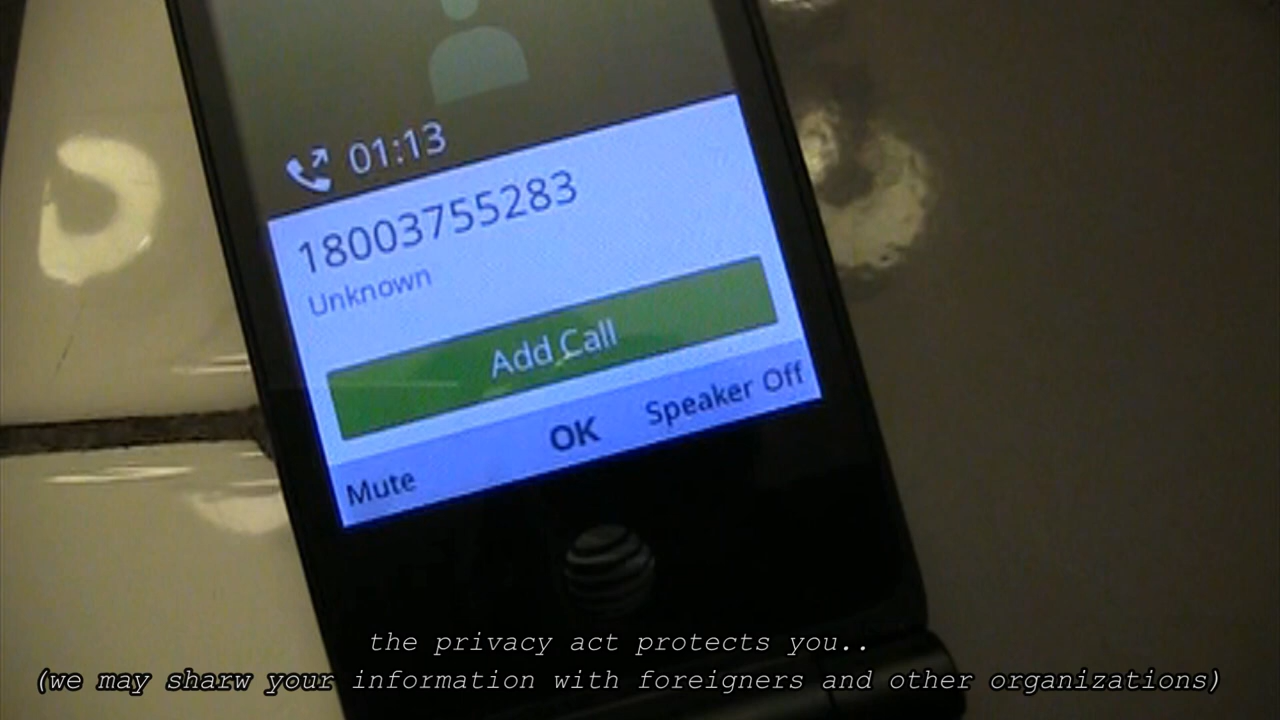 01:13
18003755283
Unknown
Add Call
Mute OK Speaker Off
the privacy act protects you..
(we may sharw your information with foreigners and other organizations)